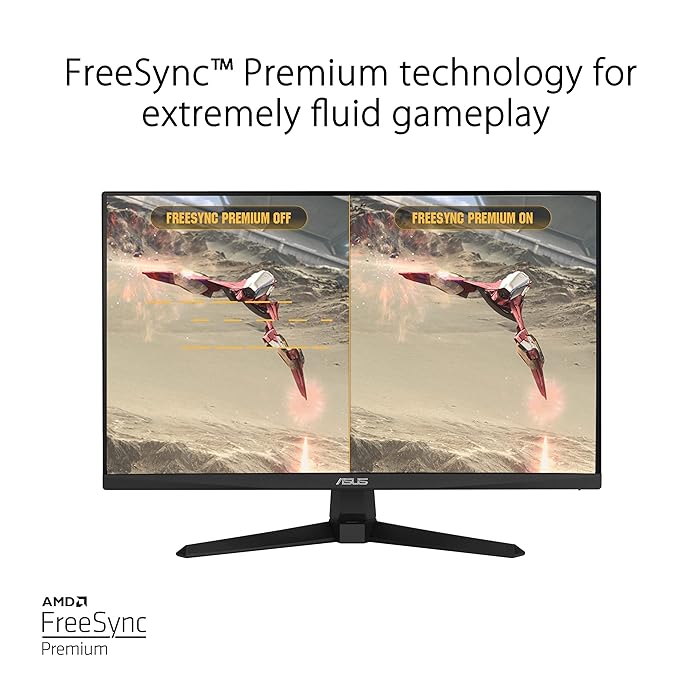 FreeSync™ Premium technology for
extremely fluid gameplay
FREESYNC PREMIUM OFF
FREESYNC PREMIUM ON
ASUS
AMD
FreeSync
Premium